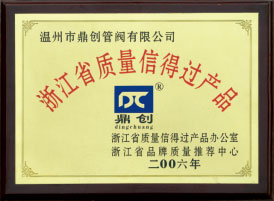 温州市鼎创管阀有限公司
浙江省质量信得过产品
DC
®
鼎创
dingchuang
浙江省质量信得过产品办公室
浙江省品牌质量推荐中心
二00六年